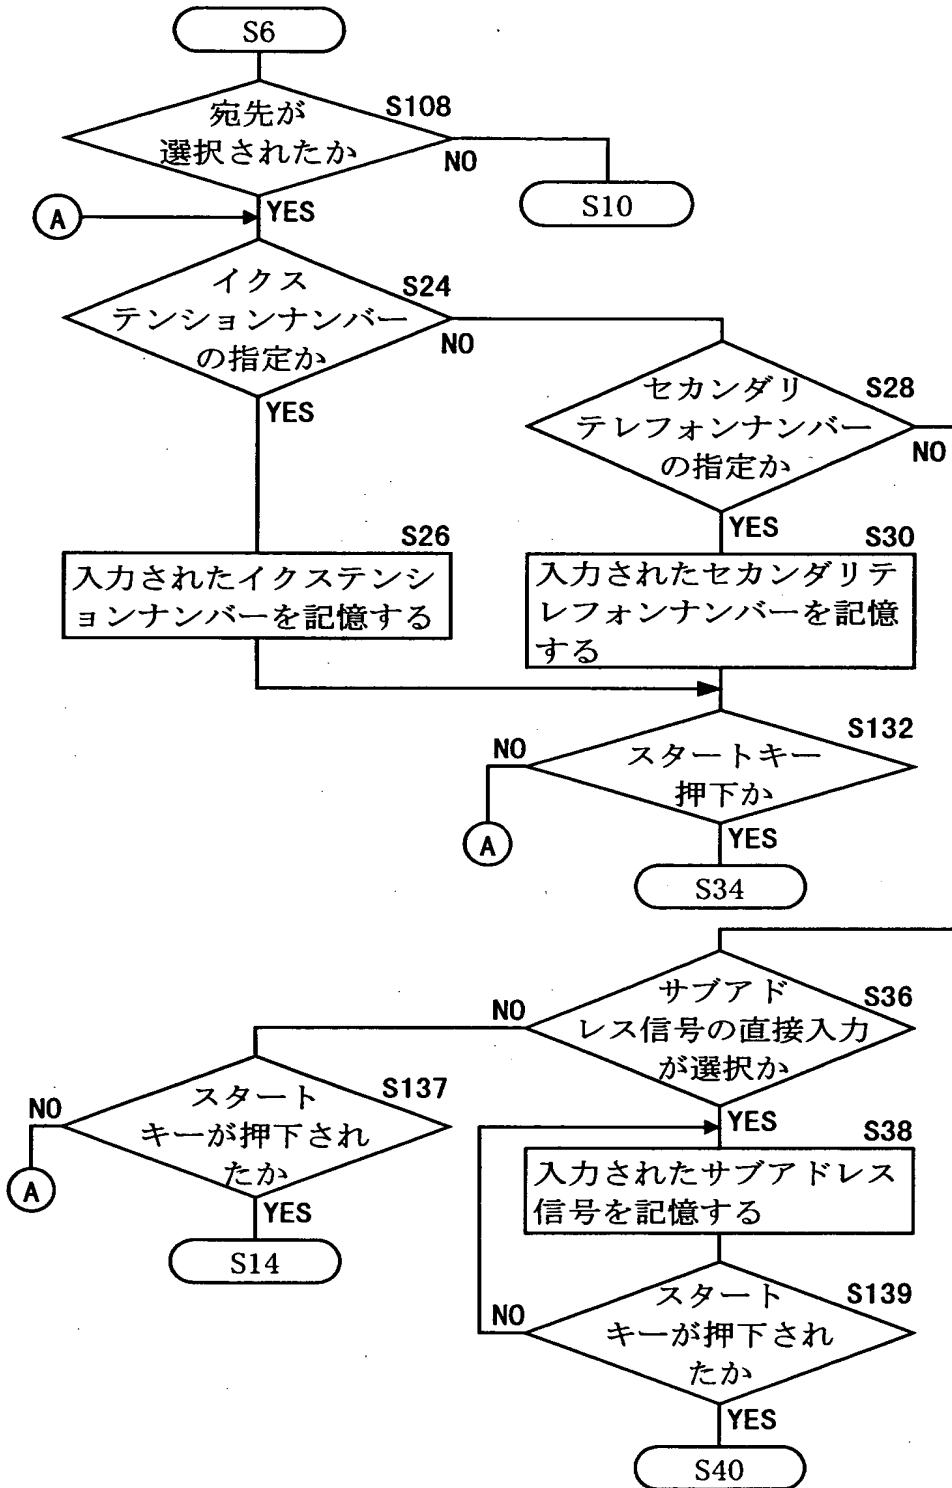 S6
宛先が
選択されたか
S108
NO
S10
YES
A
イクス
テンションナンバー
の指定か
S24
NO
YES
セカンダリ
テレフォンナンバー
の指定か
S28
NO
YES
S26
入力されたイクステンシ
ョンナンバーを記憶する
S30
入力されたセカンダリテ
レフォンナンバーを記憶
する
S132
スタートキー
押下か
NO
A
YES
S34
サブアド
レス信号の直接入力
が選択か
S36
NO
YES
スタート
キーが押下され
たか
S137
NO
A
YES
S14
S38
入力されたサブアドレス
信号を記憶する
スタート
キーが押下され
たか
S139
NO
YES
S40